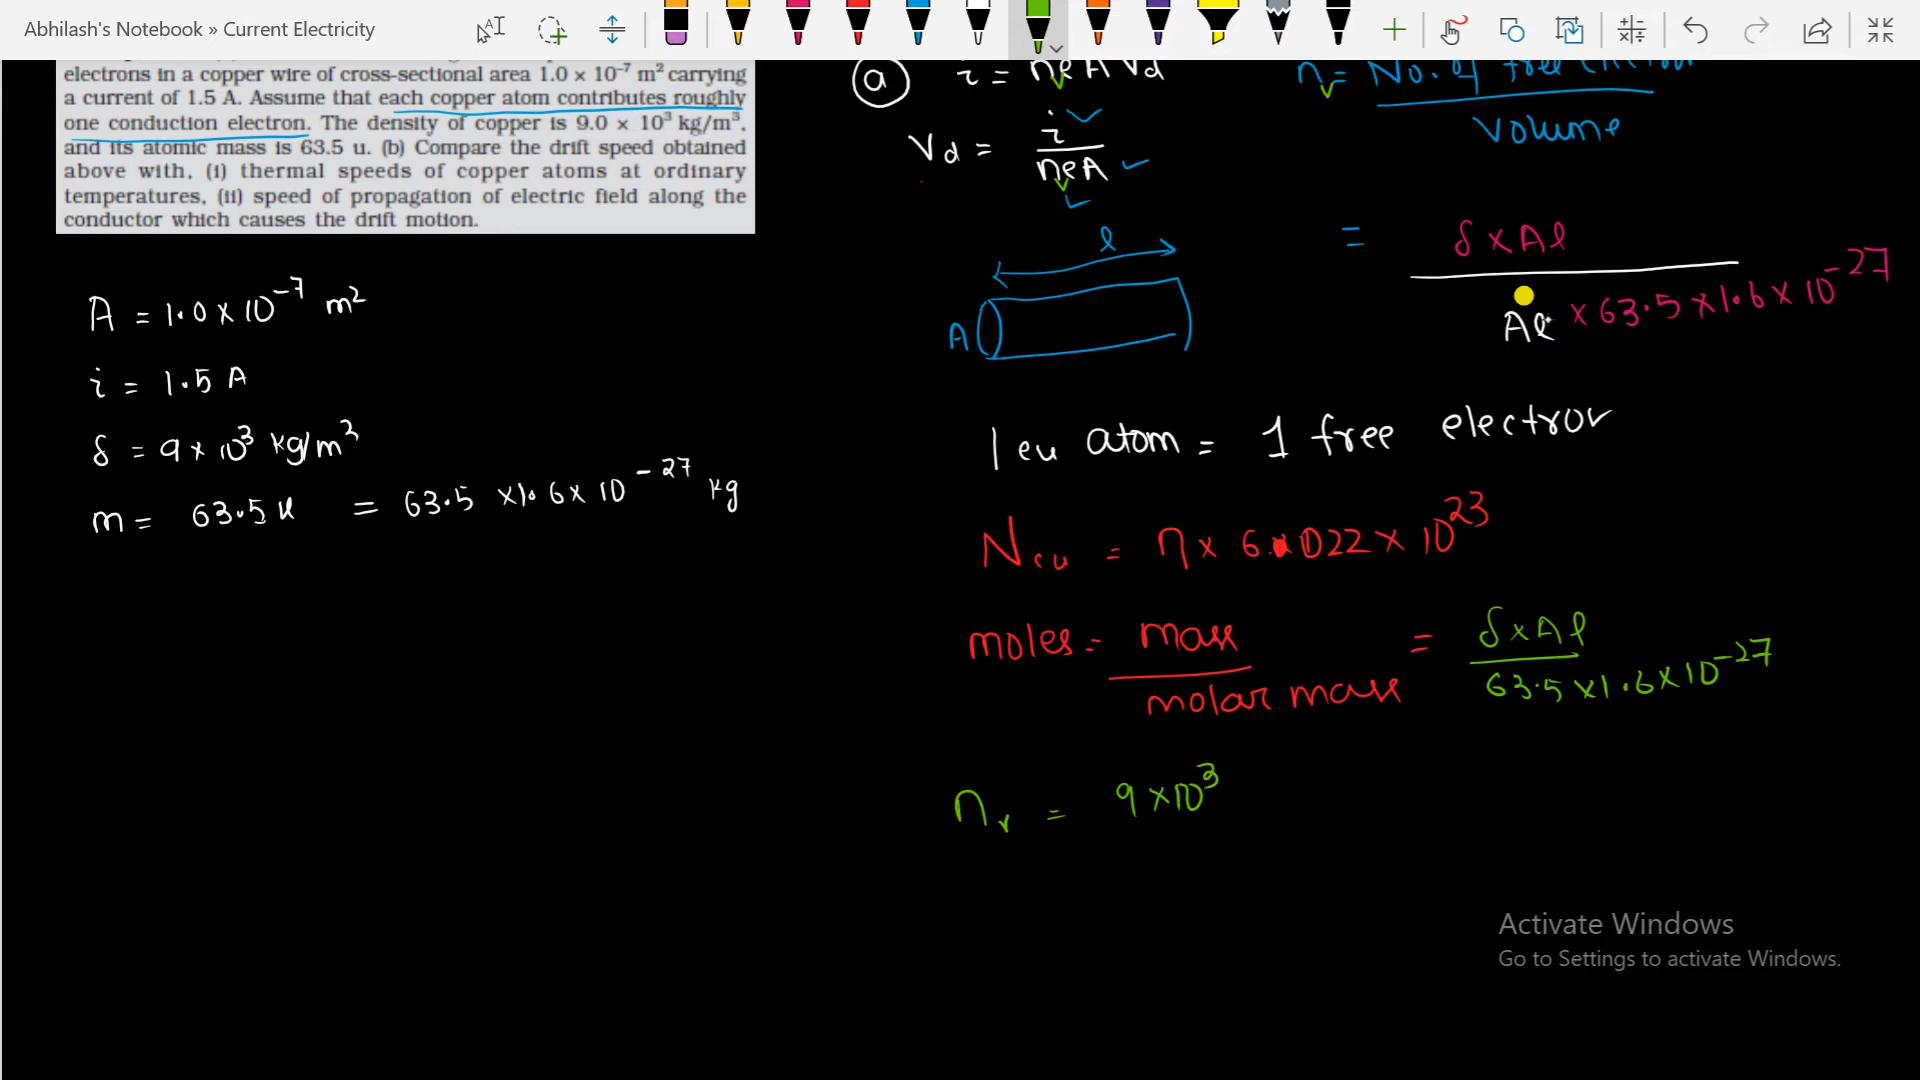 Abhilash's Notebook » Current Electricity
electrons in a copper wire of cross-sectional area 1.0 × 10⁻⁷ m² carrying
a current of 1.5 A. Assume that each copper atom contributes roughly
one conduction electron. The density of copper is 9.0 × 10³ kg/m³,
and its atomic mass is 63.5 u. (b) Compare the drift speed obtained
above with, (i) thermal speeds of copper atoms at ordinary
temperatures, (ii) speed of propagation of electric field along the
conductor which causes the drift motion.
A = 1.0 × 10⁻⁷ m²
i = 1.5 A
δ = 9 × 10³ kg/m³
m = 63.5 u = 63.5 × 1.6 × 10⁻²⁷ kg
(a) i = neA Vd
Vd = i / neA
l
A
n = No. of free / Volume
= δ × Al / Al × 63.5 × 1.6 × 10⁻²⁷
1 cu atom = 1 free electron
Ncu = n × 6.022 × 10²³
moles = mass / molar mass = δ × Al / 63.5 × 1.6 × 10⁻²⁷
nv = 9 × 10³
Activate Windows
Go to Settings to activate Windows.